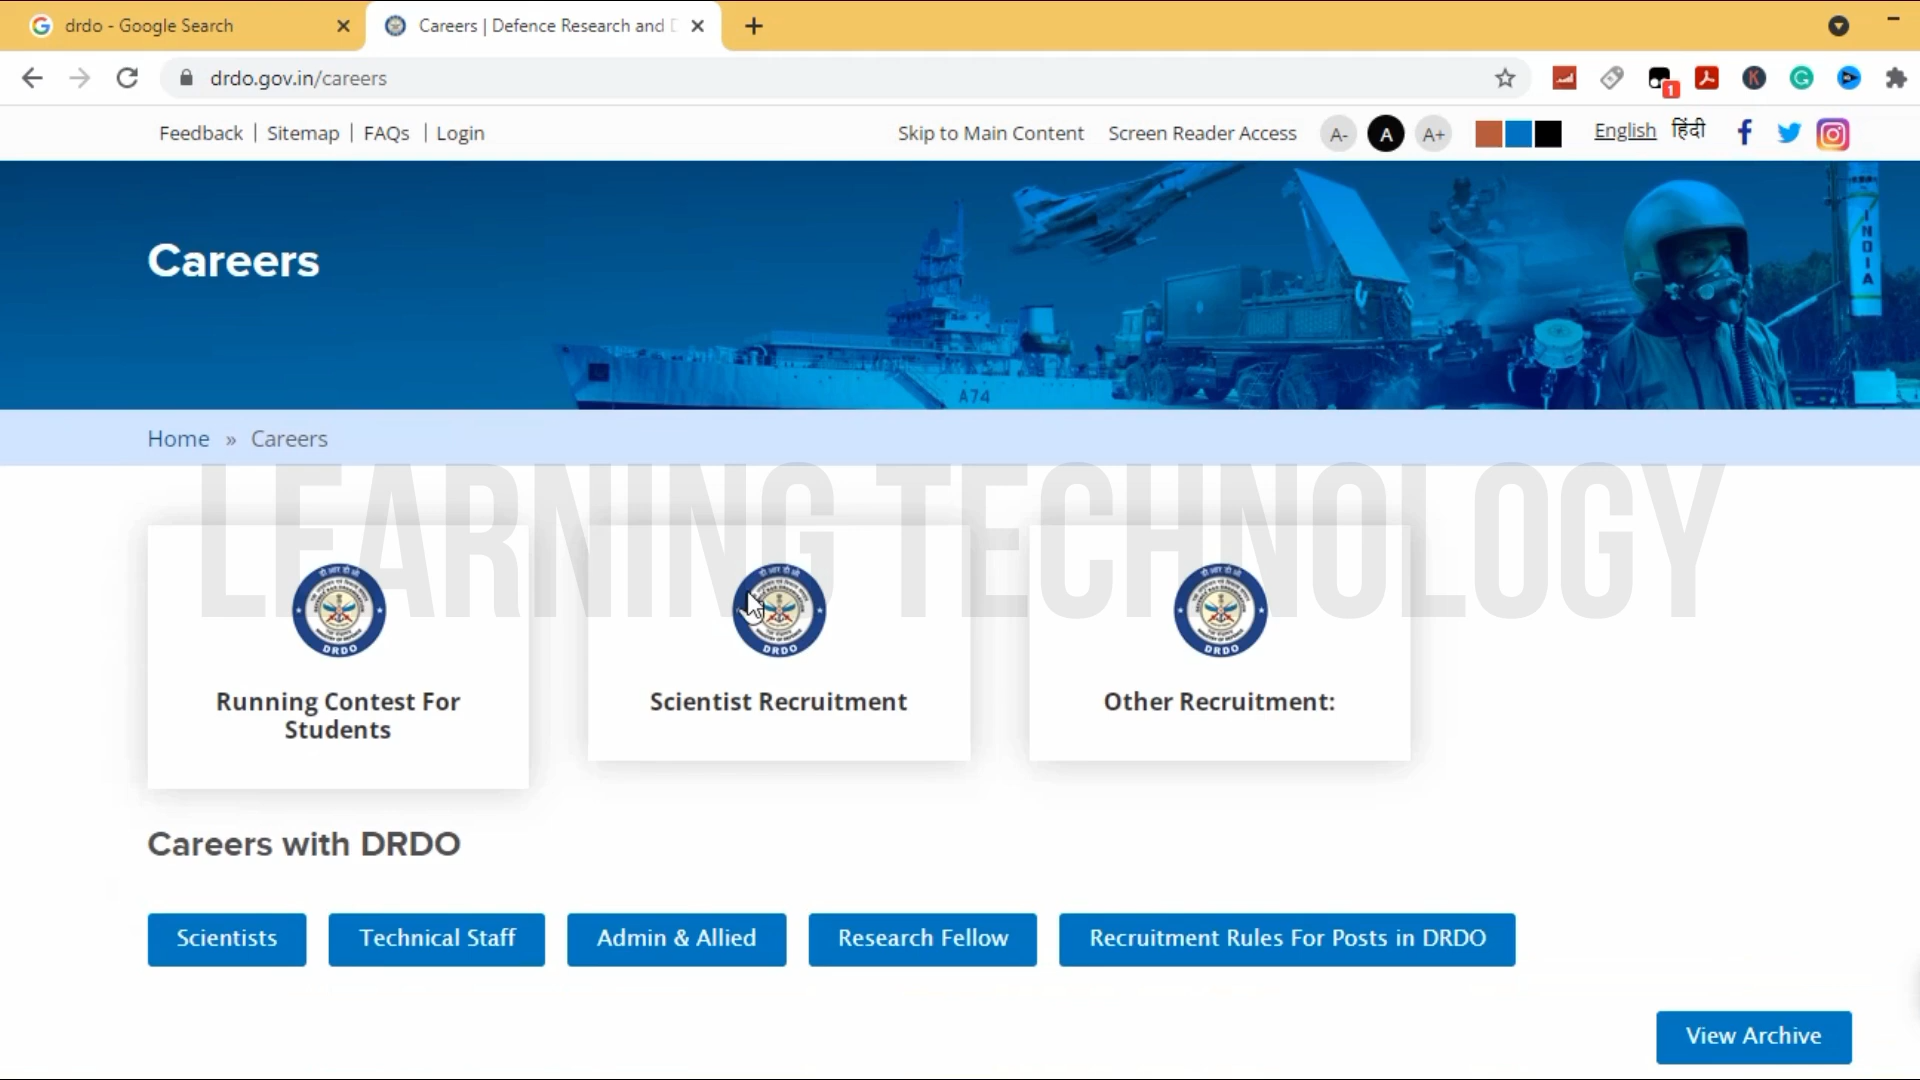 drdo - Google Search
Careers | Defence Research and D
drdo.gov.in/careers
1
Feedback | Sitemap | FAQs | Login
Skip to Main Content
Screen Reader Access
A- A A+
English हिंदी
Careers
A74
INDIA
Home » Careers
LEARNING TECHNOLOGY
DRDO
DRDO
DRDO
Running Contest For
Students
Scientist Recruitment
Other Recruitment:
Careers with DRDO
Scientists
Technical Staff
Admin & Allied
Research Fellow
Recruitment Rules For Posts in DRDO
View Archive